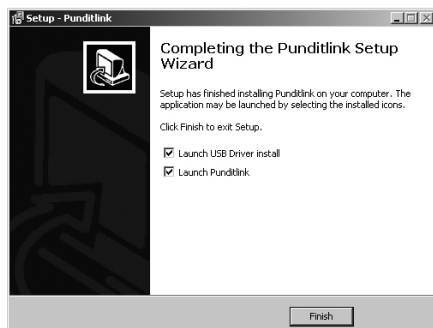 Setup - Punditlink
Completing the Punditlink Setup
Wizard
Setup has finished installing Punditlink on your computer. The
application may be launched by selecting the installed icons.
Click Finish to exit Setup.
Launch USB Driver install
Launch Punditlink
Finish